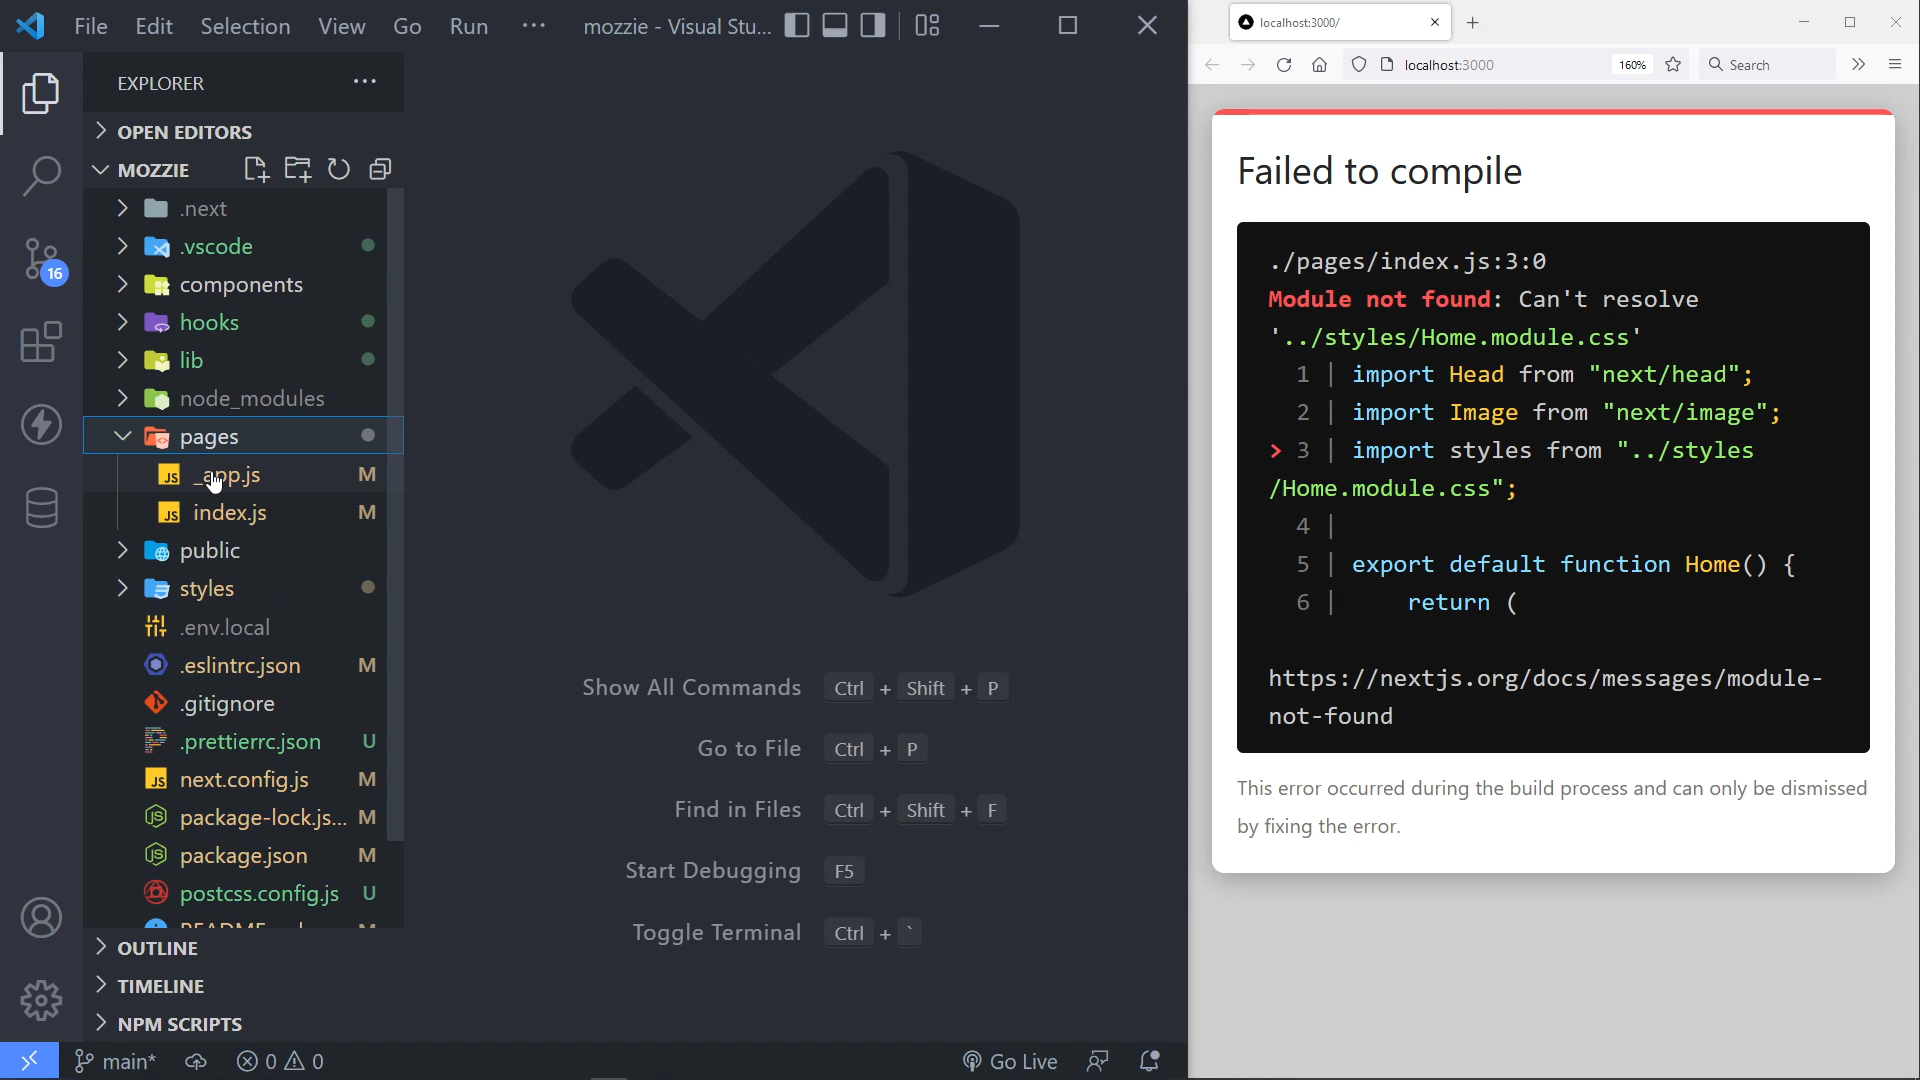 File Edit Selection View Go Run ··· mozzie - Visual Stu...
EXPLORER
OPEN EDITORS
MOZZIE
.next
.vscode
components
hooks
lib
node_modules
pages
_app.js M
index.js M
public
styles
.env.local
.eslintrc.json M
.gitignore
.prettierrc.json U
next.config.js M
package-lock.js... M
package.json M
postcss.config.js U
OUTLINE
TIMELINE
NPM SCRIPTS
16
Show All Commands Ctrl + Shift + P
Go to File Ctrl + P
Find in Files Ctrl + Shift + F
Start Debugging F5
Toggle Terminal Ctrl + `
main* 0 0 Go Live
localhost:3000/
localhost:3000 160% Search
Failed to compile
./pages/index.js:3:0
Module not found: Can't resolve
'../styles/Home.module.css'
1 | import Head from "next/head";
2 | import Image from "next/image";
> 3 | import styles from "../styles
/Home.module.css";
4 |
5 | export default function Home() {
6 | return (
https://nextjs.org/docs/messages/module-
not-found
This error occurred during the build process and can only be dismissed
by fixing the error.